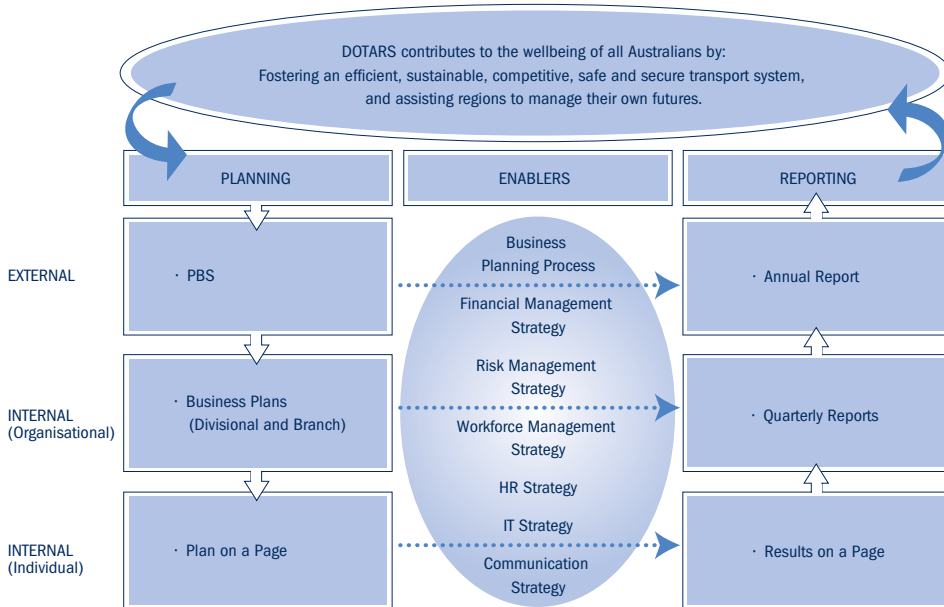 DOTARS contributes to the wellbeing of all Australians by:
Fostering an efficient, sustainable, competitive, safe and secure transport system,
and assisting regions to manage their own futures.
PLANNING
ENABLERS
REPORTING
EXTERNAL
· PBS
Business
Planning Process
Financial Management
Strategy
· Annual Report
INTERNAL
(Organisational)
· Business Plans
(Divisional and Branch)
Risk Management
Strategy
Workforce Management
Strategy
HR Strategy
· Quarterly Reports
INTERNAL
(Individual)
· Plan on a Page
IT Strategy
Communication
Strategy
· Results on a Page